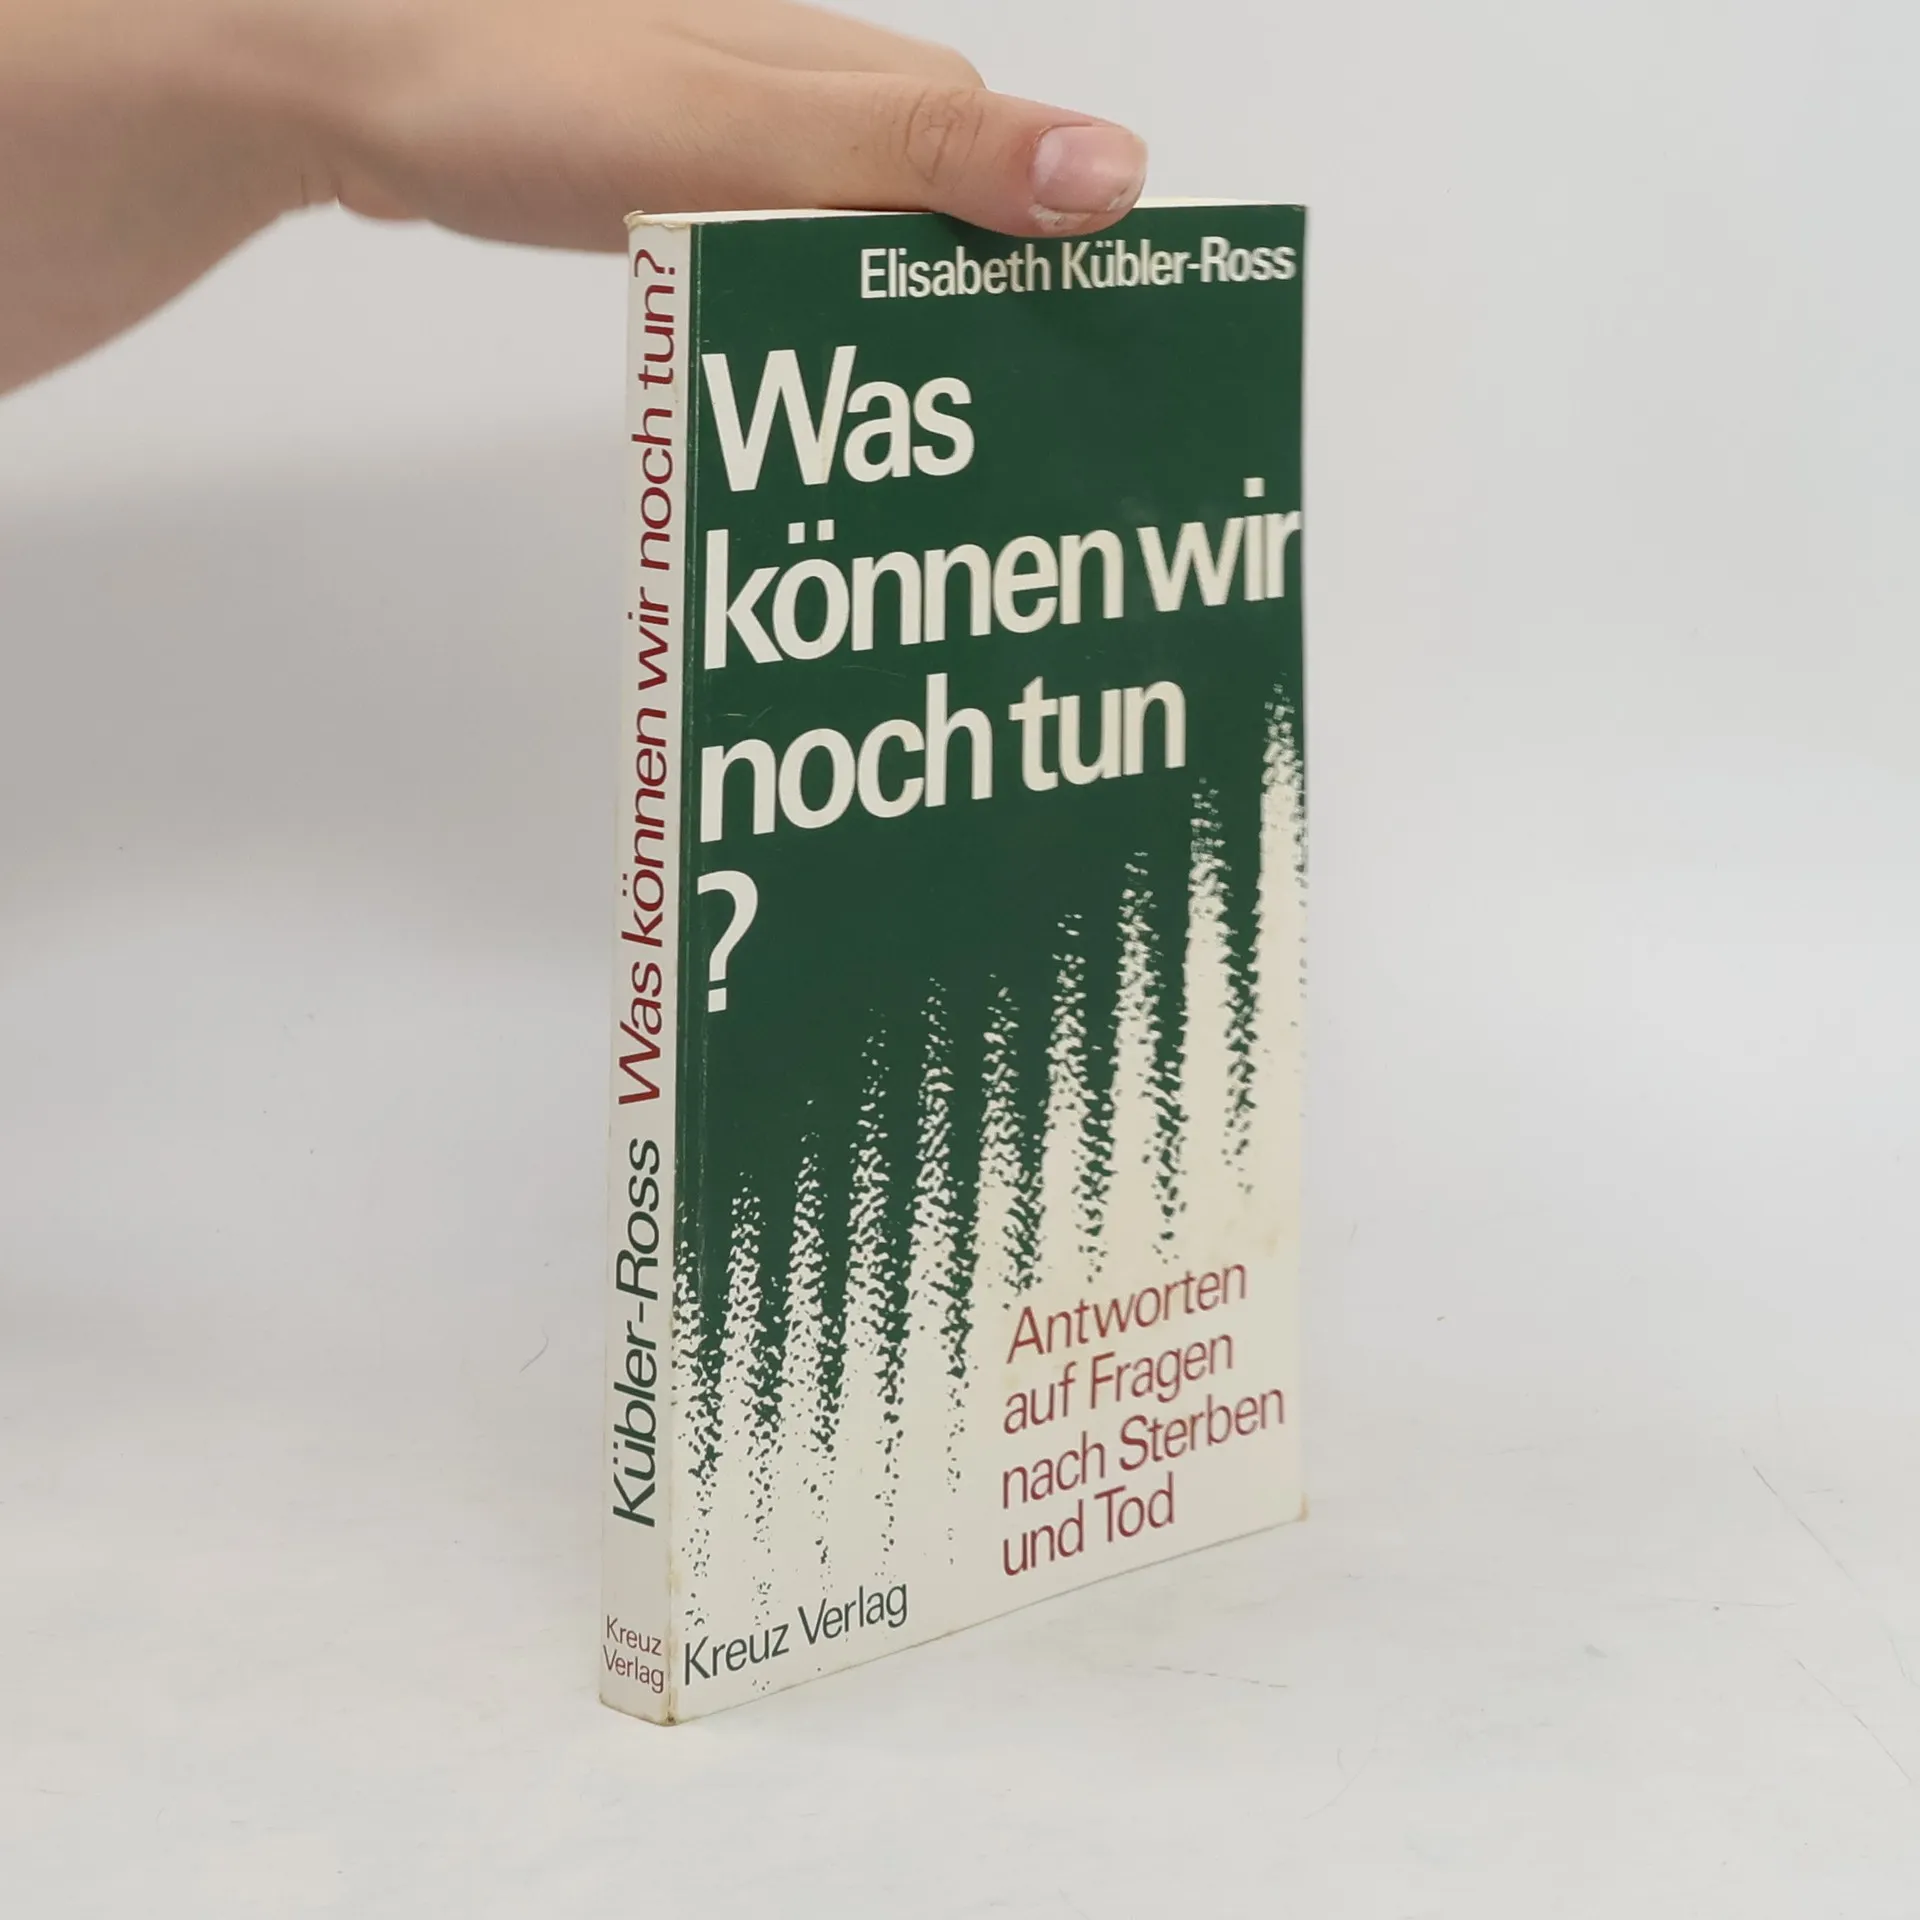 Elisabeth Kübler-Ross
Was
können wir
noch tun
?
Antworten
auf Fragen
nach Sterben
und Tod
Kreuz Verlag
Kübler-Ross Was können wir noch tun?
Kreuz
Verlag